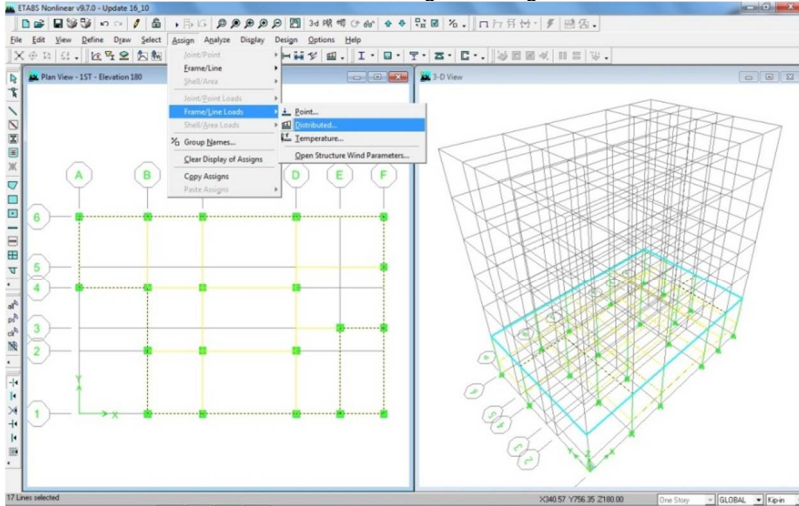 ETABS Nonlinear v9.7.0 - Update 16_10
3-d
File Edit View Define Draw Select Assign Analyze Display Design Options Help
Plan View - 1ST - Elevation 180
3-D View
Joint/Point
Frame/Line
Shell/Area
Joint/Point Loads
Frame/Line Loads
Shell/Area Loads
Group Names...
Clear Display of Assigns
Copy Assigns
Paste Assigns
Point...
Distributed...
Temperature...
Open Structure Wind Parameters...
A B D E F
6
5
4
3
2
1
Y
X
17 Lines selected
X340.57 Y756.35 Z180.00
One Story
GLOBAL
Kip-in